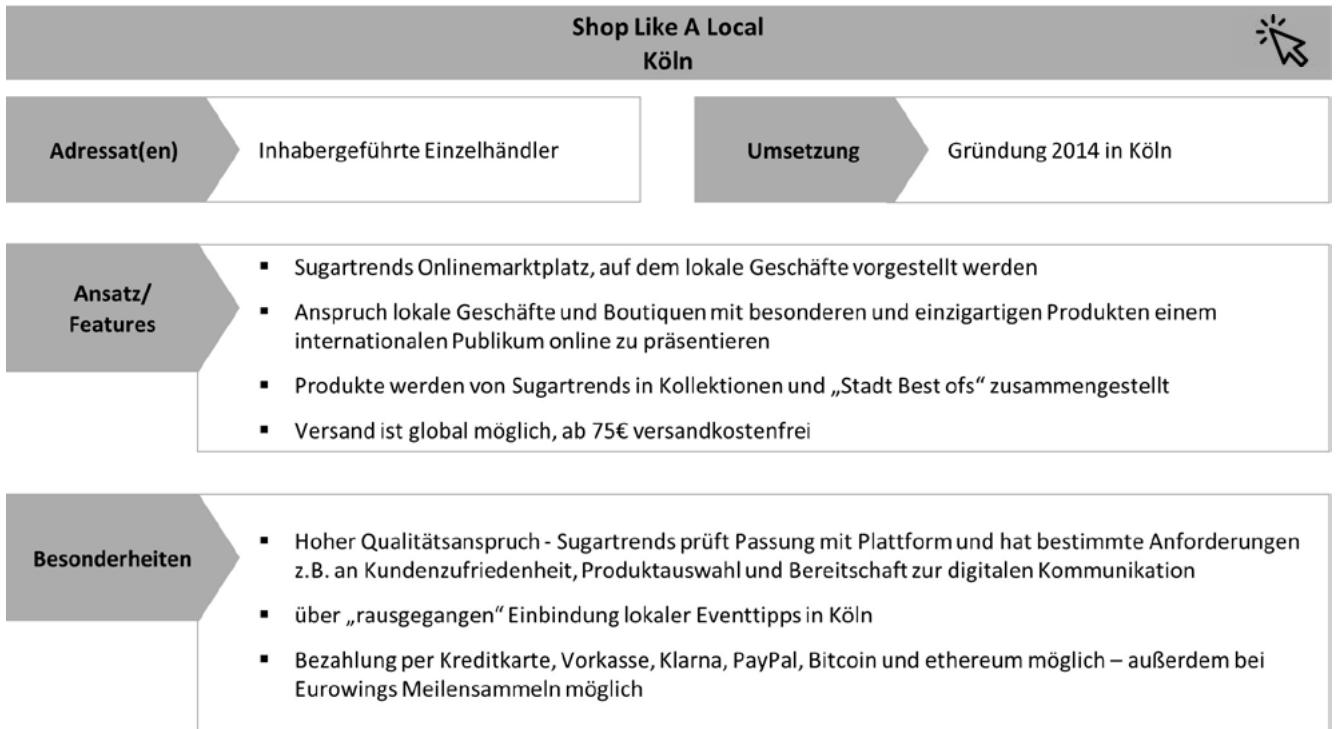 Shop Like A Local
Köln
Adressat(en)
Inhabergeführte Einzelhändler
Umsetzung
Gründung 2014 in Köln
Ansatz/
Features
▪ Sugartrends Onlinemarktplatz, auf dem lokale Geschäfte vorgestellt werden
▪ Anspruch lokale Geschäfte und Boutiquen mit besonderen und einzigartigen Produkten einem
internationalen Publikum online zu präsentieren
▪ Produkte werden von Sugartrends in Kollektionen und „Stadt Best ofs“ zusammengestellt
▪ Versand ist global möglich, ab 75€ versandkostenfrei
Besonderheiten
▪ Hoher Qualitätsanspruch - Sugartrends prüft Passung mit Plattform und hat bestimmte Anforderungen
z.B. an Kundenzufriedenheit, Produktauswahl und Bereitschaft zur digitalen Kommunikation
▪ über „rausgegangen“ Einbindung lokaler Eventtipps in Köln
▪ Bezahlung per Kreditkarte, Vorkasse, Klarna, PayPal, Bitcoin und ethereum möglich – außerdem bei
Eurowings Meilensammeln möglich